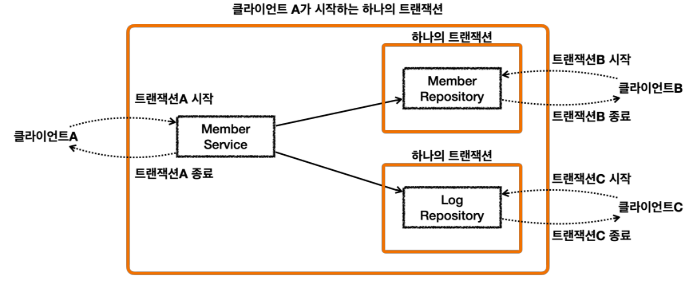 클라이언트 A가 시작하는 하나의 트랜잭션
하나의 트랜잭션
트랜잭션B 시작
Member
Repository
클라이언트B
트랜잭션B 종료
트랜잭션A 시작
클라이언트A
Member
Service
트랜잭션A 종료
하나의 트랜잭션
트랜잭션C 시작
Log
Repository
클라이언트C
트랜잭션C 종료